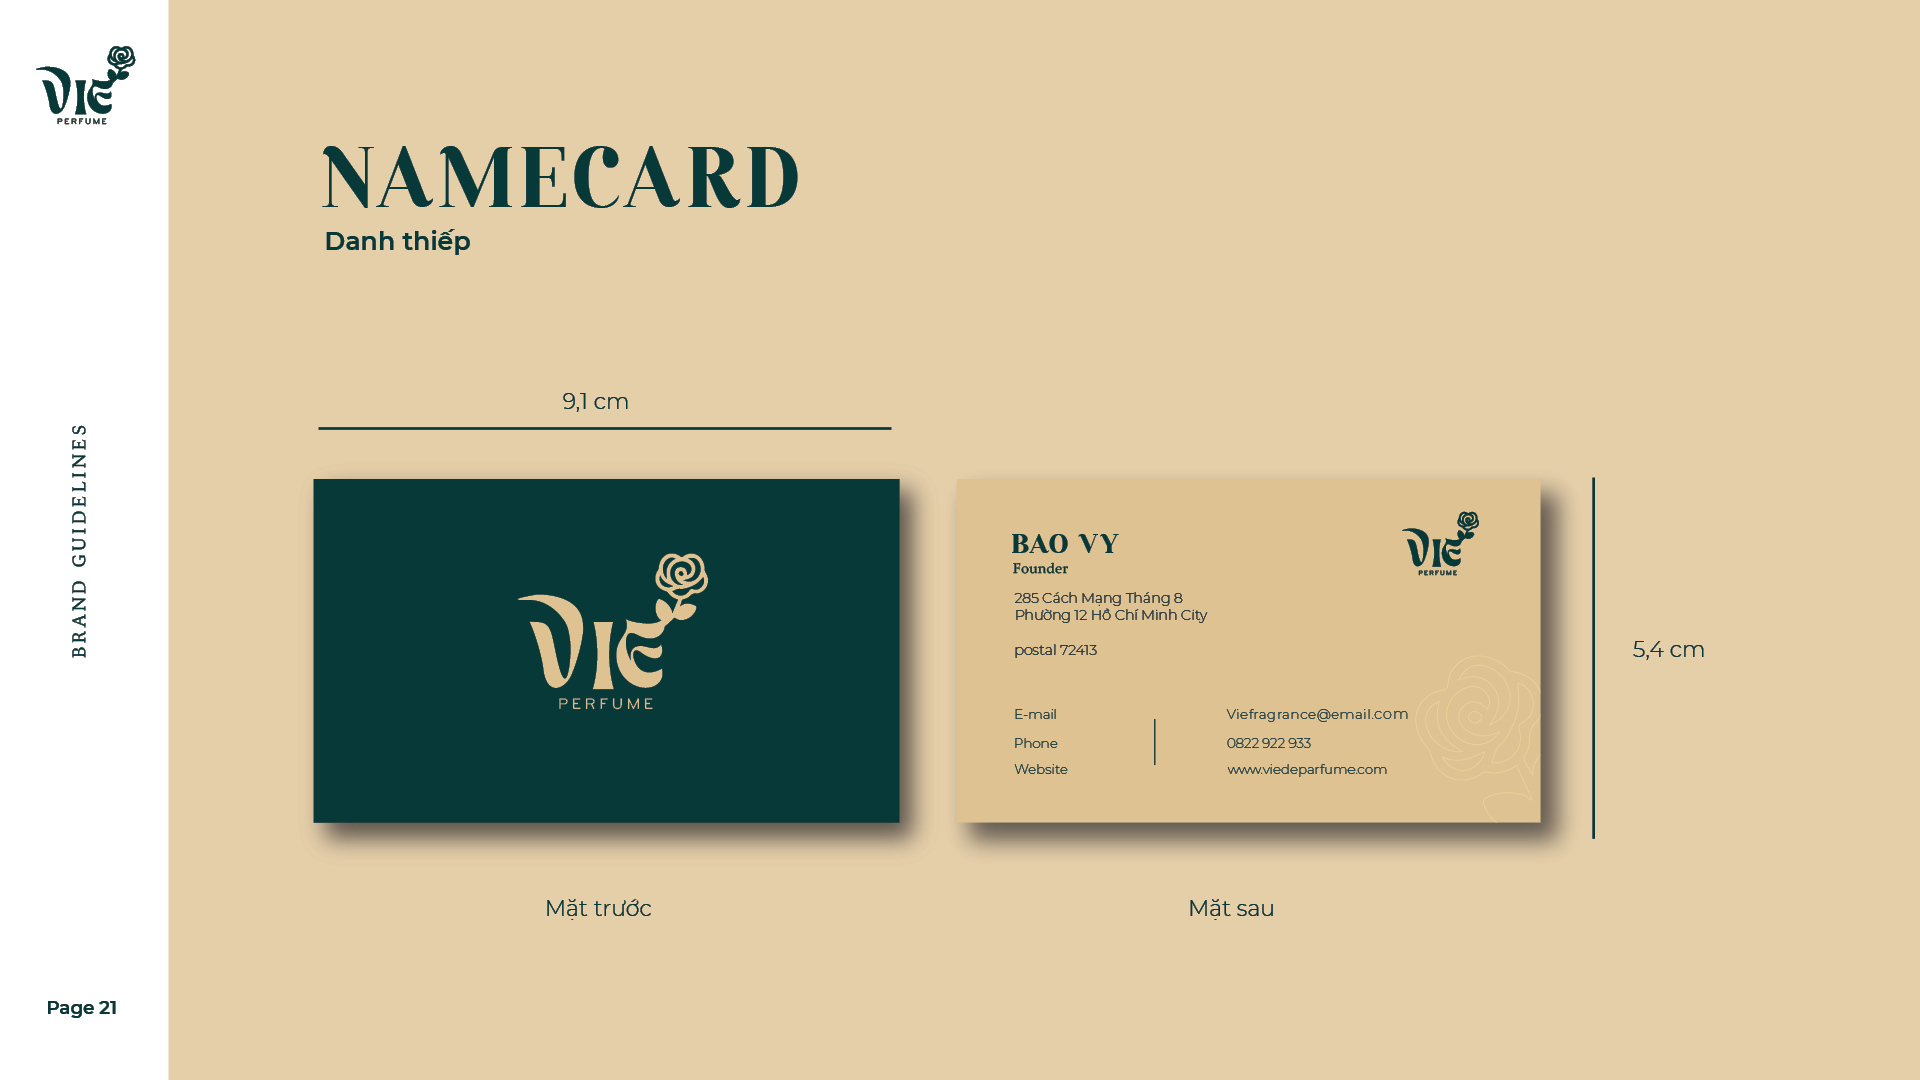 VIE
PERFUME
NAMECARD
Danh thiếp
BRAND GUIDELINES
9,1 cm
VIE
PERFUME
BAO VY
Founder
285 Cách Mạng Tháng 8
Phường 12 Hồ Chí Minh City
postal 72413
VIE
PERFUME
E-mail Viefragrance@email.com
Phone 0822 922 933
Website www.viedeparfume.com
5,4 cm
Mặt trước
Mặt sau
Page 21